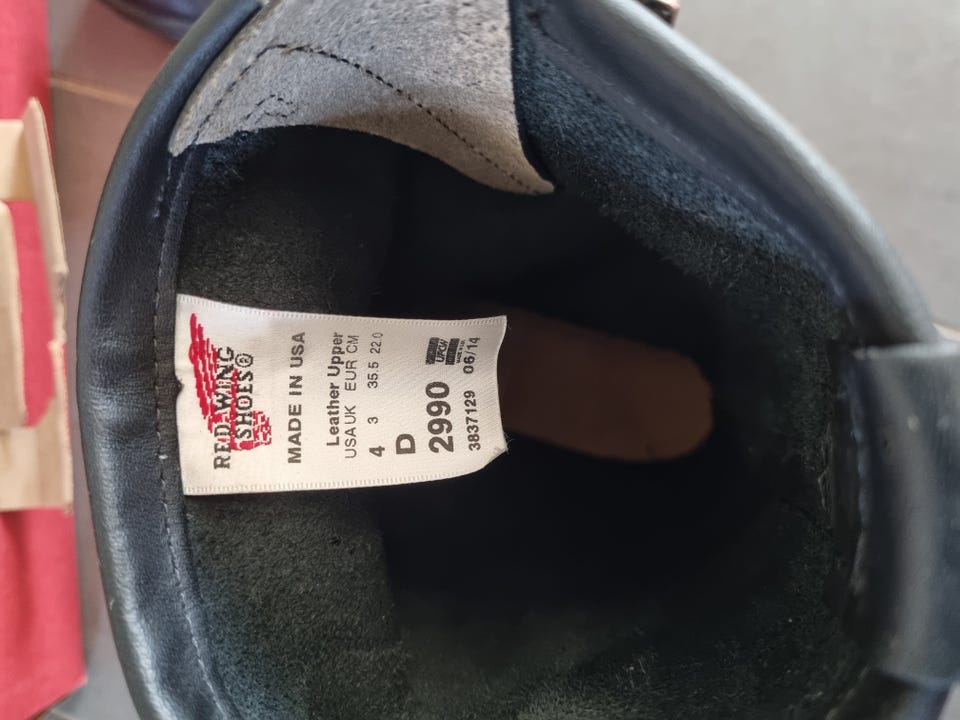 RED WING
SHOES®
MADE IN USA
Leather Upper
USA UK EUR CM
4 3 35.5 22.0
D
2990
UFCW
3837129 06/14